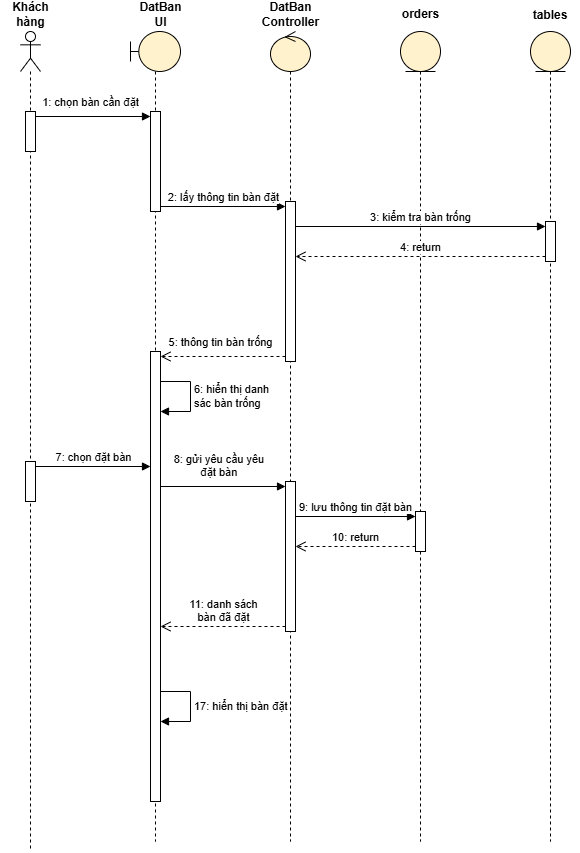 Khách
hàng
DatBan
UI
DatBan
Controller
orders
tables
1: chọn bàn cần đặt
2: lấy thông tin bàn đặt
3: kiểm tra bàn trống
4: return
5: thông tin bàn trống
6: hiển thị danh
sác bàn trống
7: chọn đặt bàn
8: gửi yêu cầu yêu
đặt bàn
9: lưu thông tin đặt bàn
10: return
11: danh sách
bàn đã đặt
17: hiển thị bàn đặt